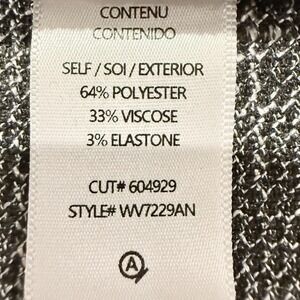 CONTENU
CONTENIDO
SELF / SOI / EXTERIOR
64% POLYESTER
33% VISCOSE
3% ELASTONE
CUT# 604929
STYLE# WV7229AN
A